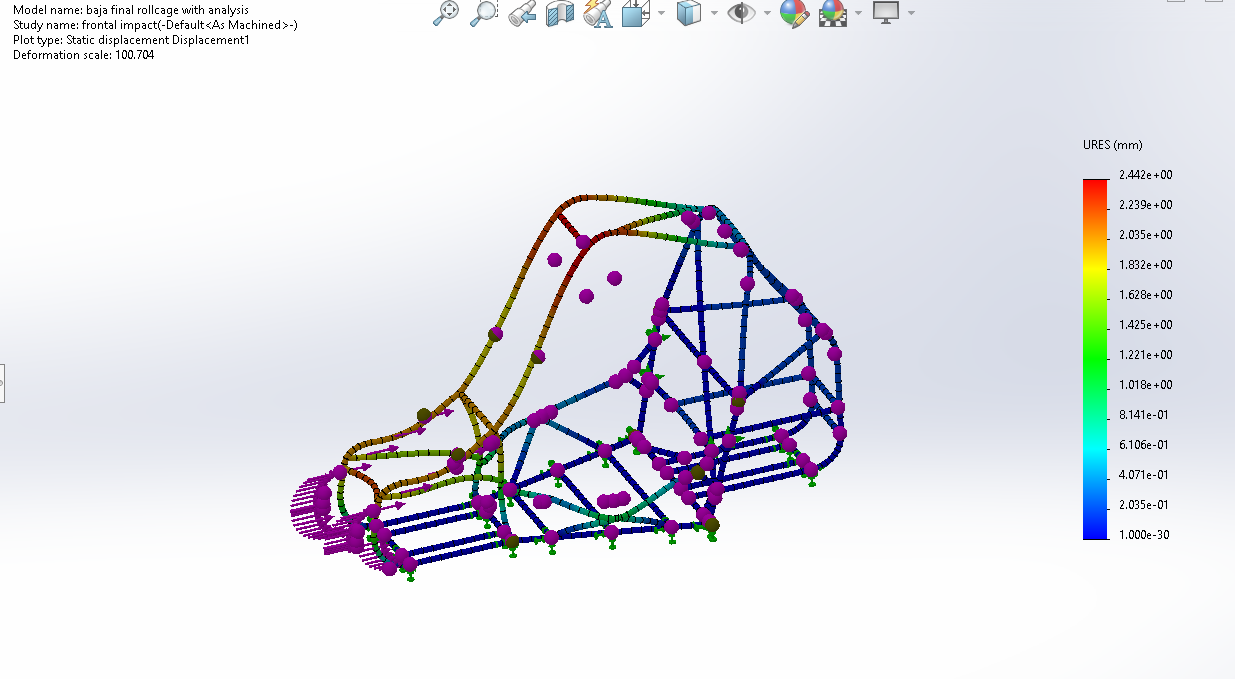 Model name: baja final rollcage with analysis
Study name: frontal impact(-Default<As Machined>-)
Plot type: Static displacement Displacement1
Deformation scale: 100.704
URES (mm)
2.442e+00
2.239e+00
2.035e+00
1.832e+00
1.628e+00
1.425e+00
1.221e+00
1.018e+00
8.141e-01
6.106e-01
4.071e-01
2.035e-01
1.000e-30